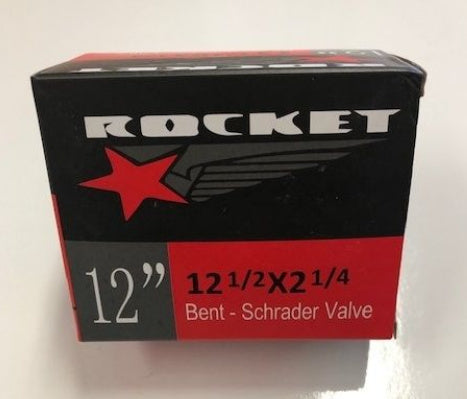 ROCKET
12”
12 1/2X2 1/4
Bent - Schrader Valve